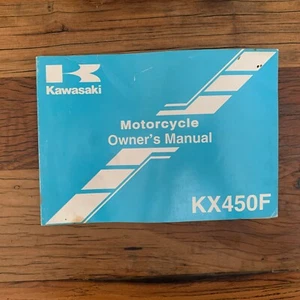 Kawasaki
Motorcycle
Owner's Manual
KX450F